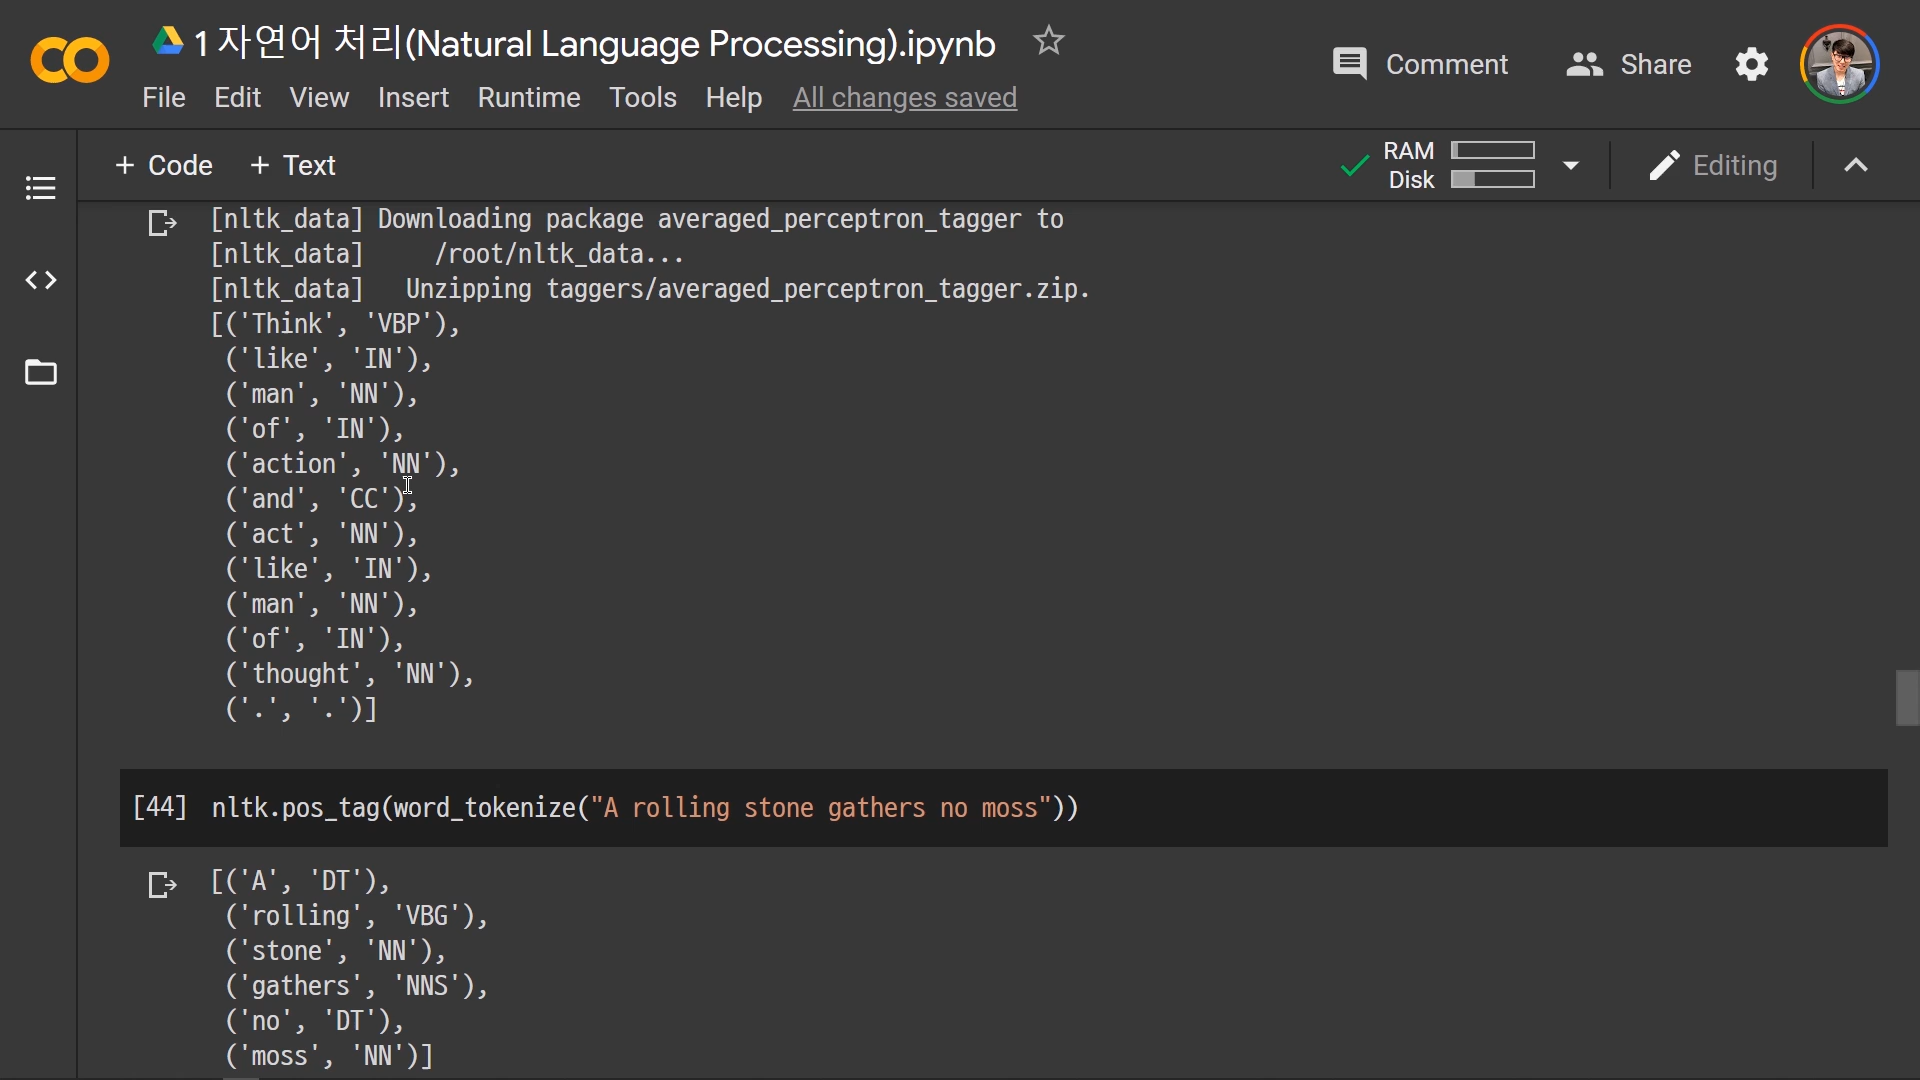 1 자연어 처리(Natural Language Processing).ipynb
Comment
Share
File Edit View Insert Runtime Tools Help All changes saved
+ Code + Text
RAM
Disk
Editing
[nltk_data] Downloading package averaged_perceptron_tagger to
[nltk_data]     /root/nltk_data...
[nltk_data]   Unzipping taggers/averaged_perceptron_tagger.zip.
[('Think', 'VBP'),
('like', 'IN'),
('man', 'NN'),
('of', 'IN'),
('action', 'NN'),
('and', 'CC'),
('act', 'NN'),
('like', 'IN'),
('man', 'NN'),
('of', 'IN'),
('thought', 'NN'),
('.', '.')]
[44] nltk.pos_tag(word_tokenize("A rolling stone gathers no moss"))
[('A', 'DT'),
('rolling', 'VBG'),
('stone', 'NN'),
('gathers', 'NNS'),
('no', 'DT'),
('moss', 'NN')]